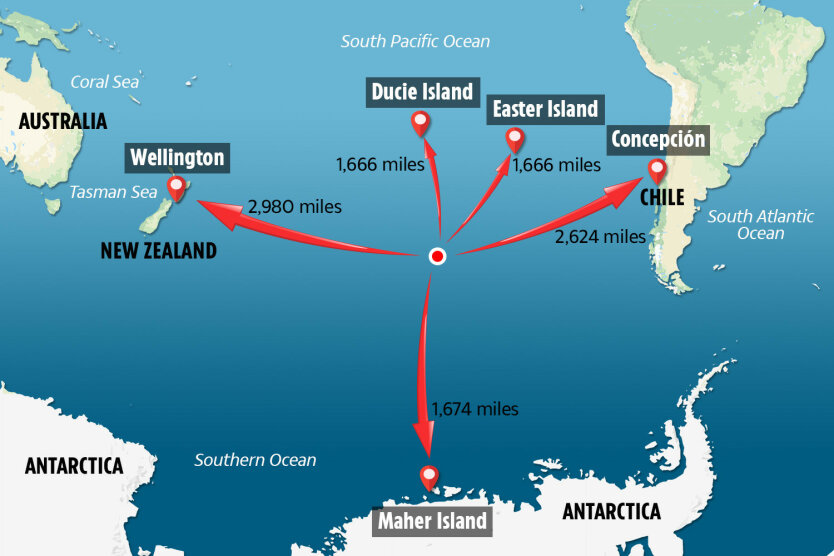 South Pacific Ocean
Coral Sea
Ducie Island
Easter Island
AUSTRALIA
Concepción
Wellington
1,666 miles
1,666 miles
Tasman Sea
2,980 miles
CHILE
South Atlantic
Ocean
NEW ZEALAND
2,624 miles
1,674 miles
Southern Ocean
ANTARCTICA
Maher Island
ANTARCTICA